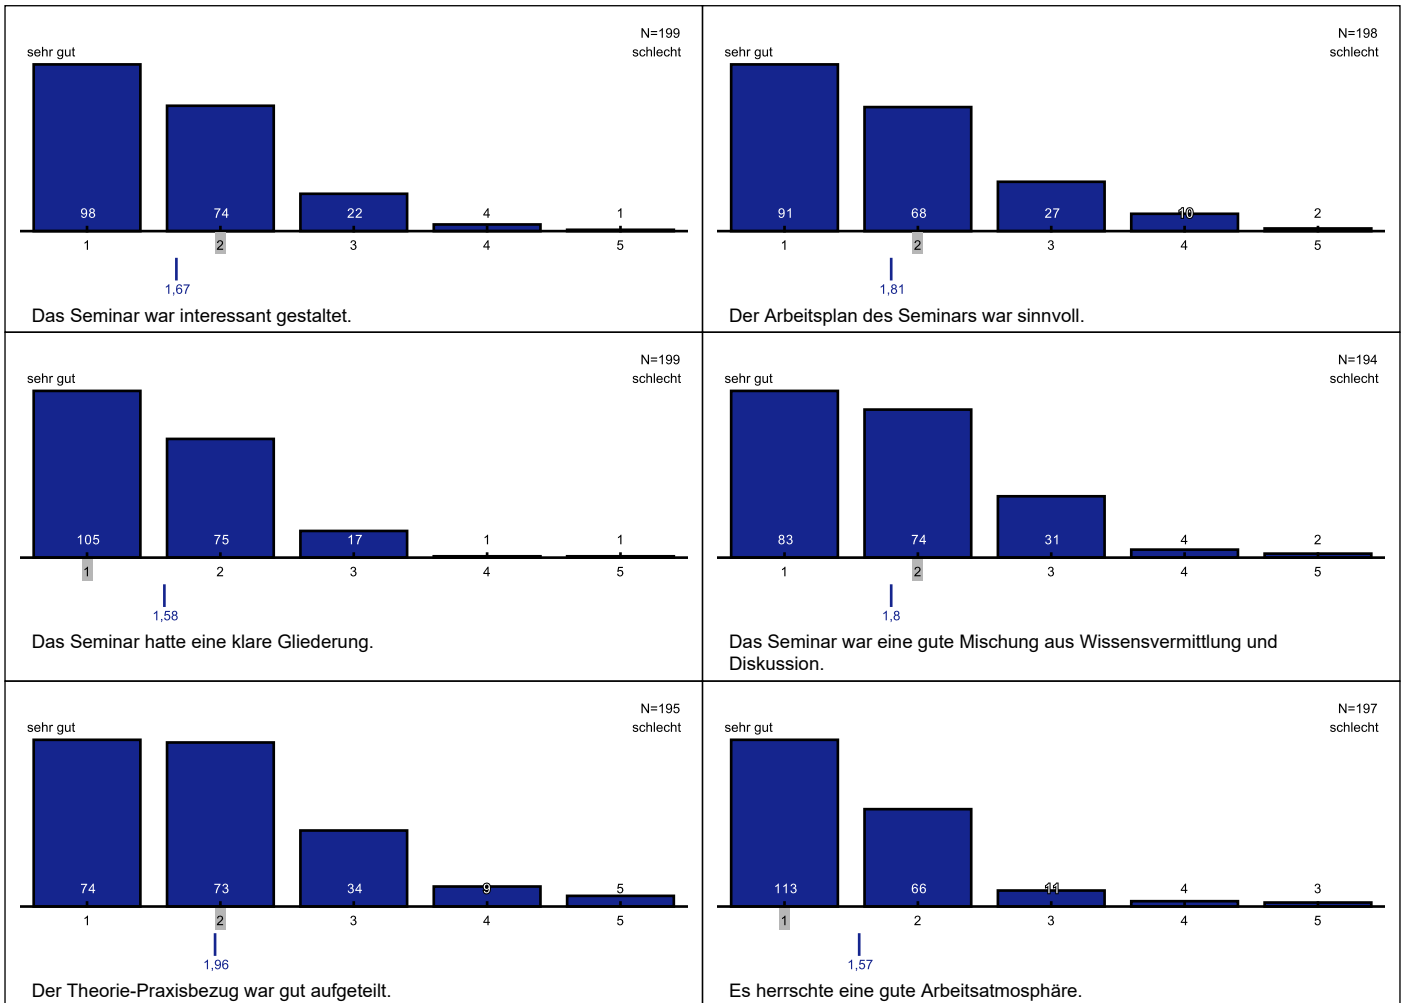 N=199
sehr gut schlecht
98 74 22 4 1
1 2 3 4 5
1,67
Das Seminar war interessant gestaltet.
N=198
sehr gut schlecht
91 68 27 10 2
1 2 3 4 5
1,81
Der Arbeitsplan des Seminars war sinnvoll.
N=199
sehr gut schlecht
105 75 17 1 1
1 2 3 4 5
1,58
Das Seminar hatte eine klare Gliederung.
N=194
sehr gut schlecht
83 74 31 4 2
1 2 3 4 5
1,8
Das Seminar war eine gute Mischung aus Wissensvermittlung und
Diskussion.
N=195
sehr gut schlecht
74 73 34 9 5
1 2 3 4 5
1,96
Der Theorie-Praxisbezug war gut aufgeteilt.
N=197
sehr gut schlecht
113 66 11 4 3
1 2 3 4 5
1,57
Es herrschte eine gute Arbeitsatmosphäre.